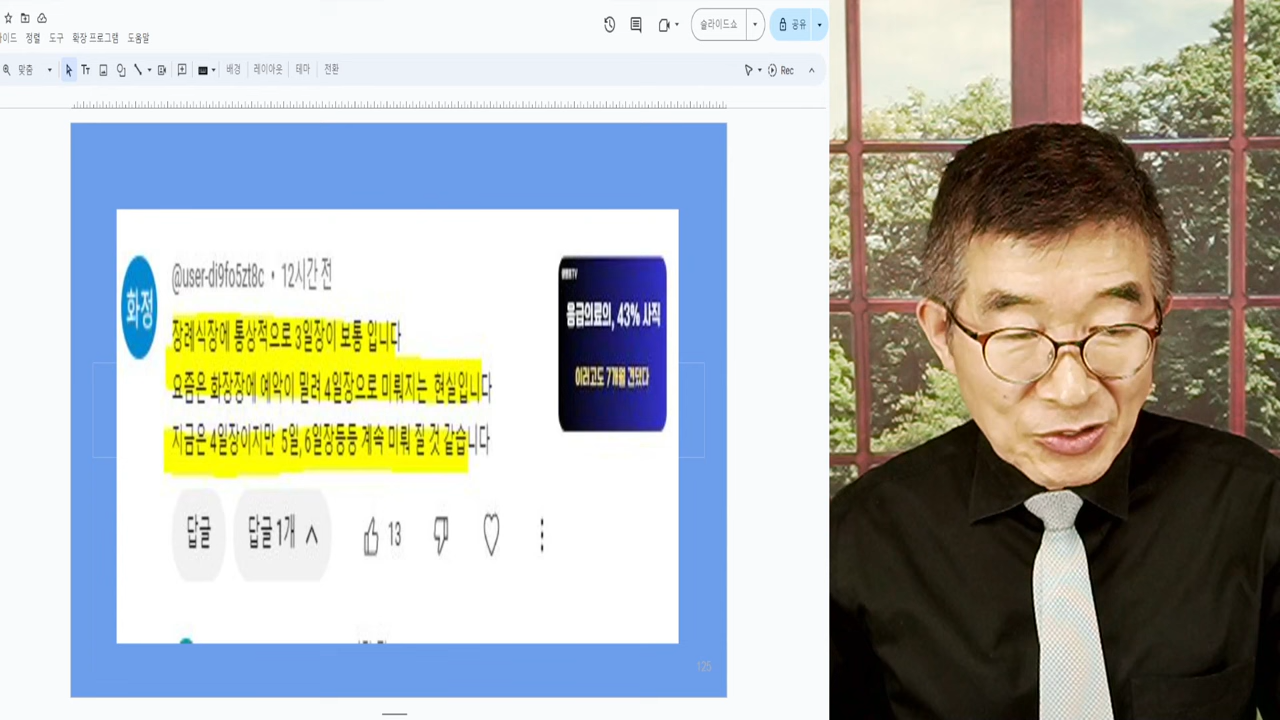 이드 정렬 도구 확장 프로그램 도움말
슬라이드쇼
공유
맞춤
배경 레이아웃 테마 전환
Rec
화정
@user-dj9fo5zt8c • 12시간 전
장례식장에 통상적으로 3일장이 보통 입니다
요즘은 화장장에 예약이 밀려 4일장으로 미뤄지는 현실입니다
지금은 4일장이지만 5일, 6일장등등 계속 미뤄 질 것 같습니다
응급의료의, 43% 사직
이러고도 7개월 견뎠다
답글
답글 1개
13
125